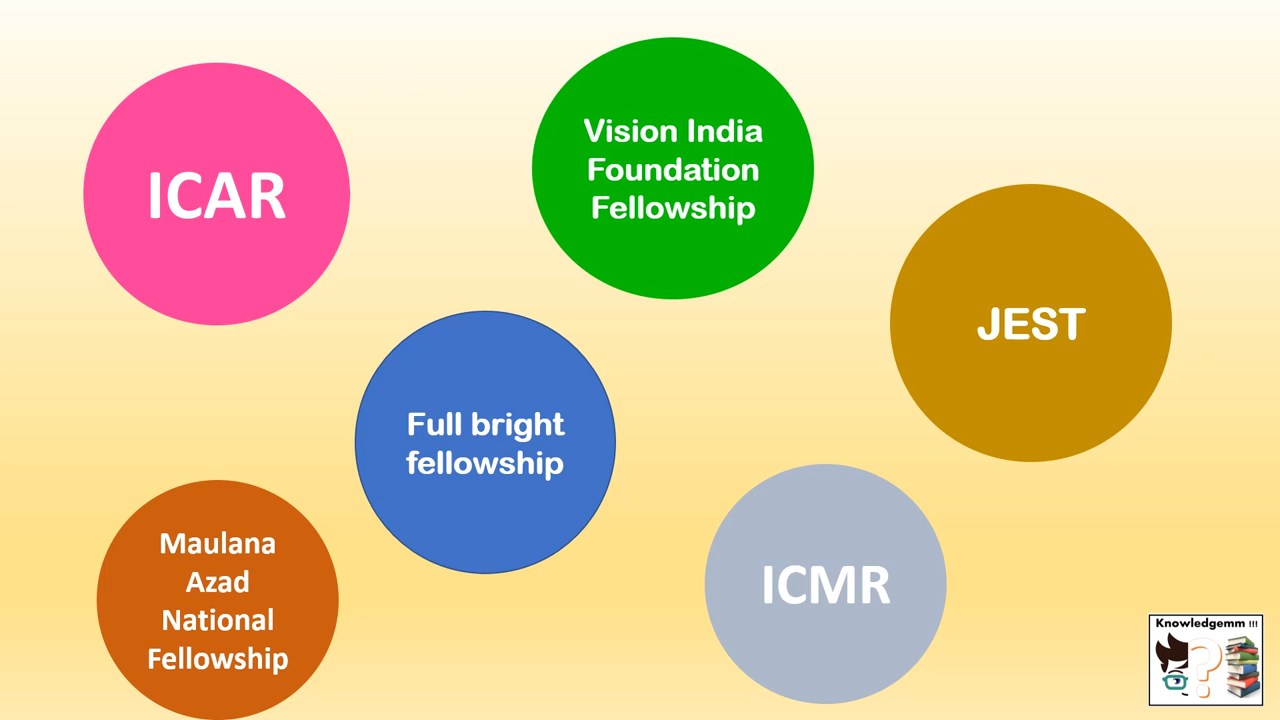 ICAR
Vision India
Foundation
Fellowship
JEST
Full bright
fellowship
Maulana
Azad
National
Fellowship
ICMR
Knowledgemm !!!
?